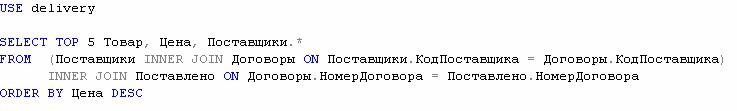 USE delivery
SELECT TOP 5 Товар, Цена, Поставщики.*
FROM (Поставщики INNER JOIN Договоры ON Поставщики.КодПоставщика = Договоры.КодПоставщика)
INNER JOIN Поставлено ON Договоры.НомерДоговора = Поставлено.НомерДоговора
ORDER BY Цена DESC